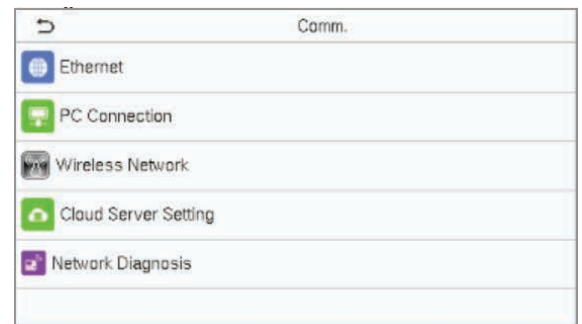 Comm.
Ethernet
PC Connection
Wireless Network
Cloud Server Setting
Network Diagnosis